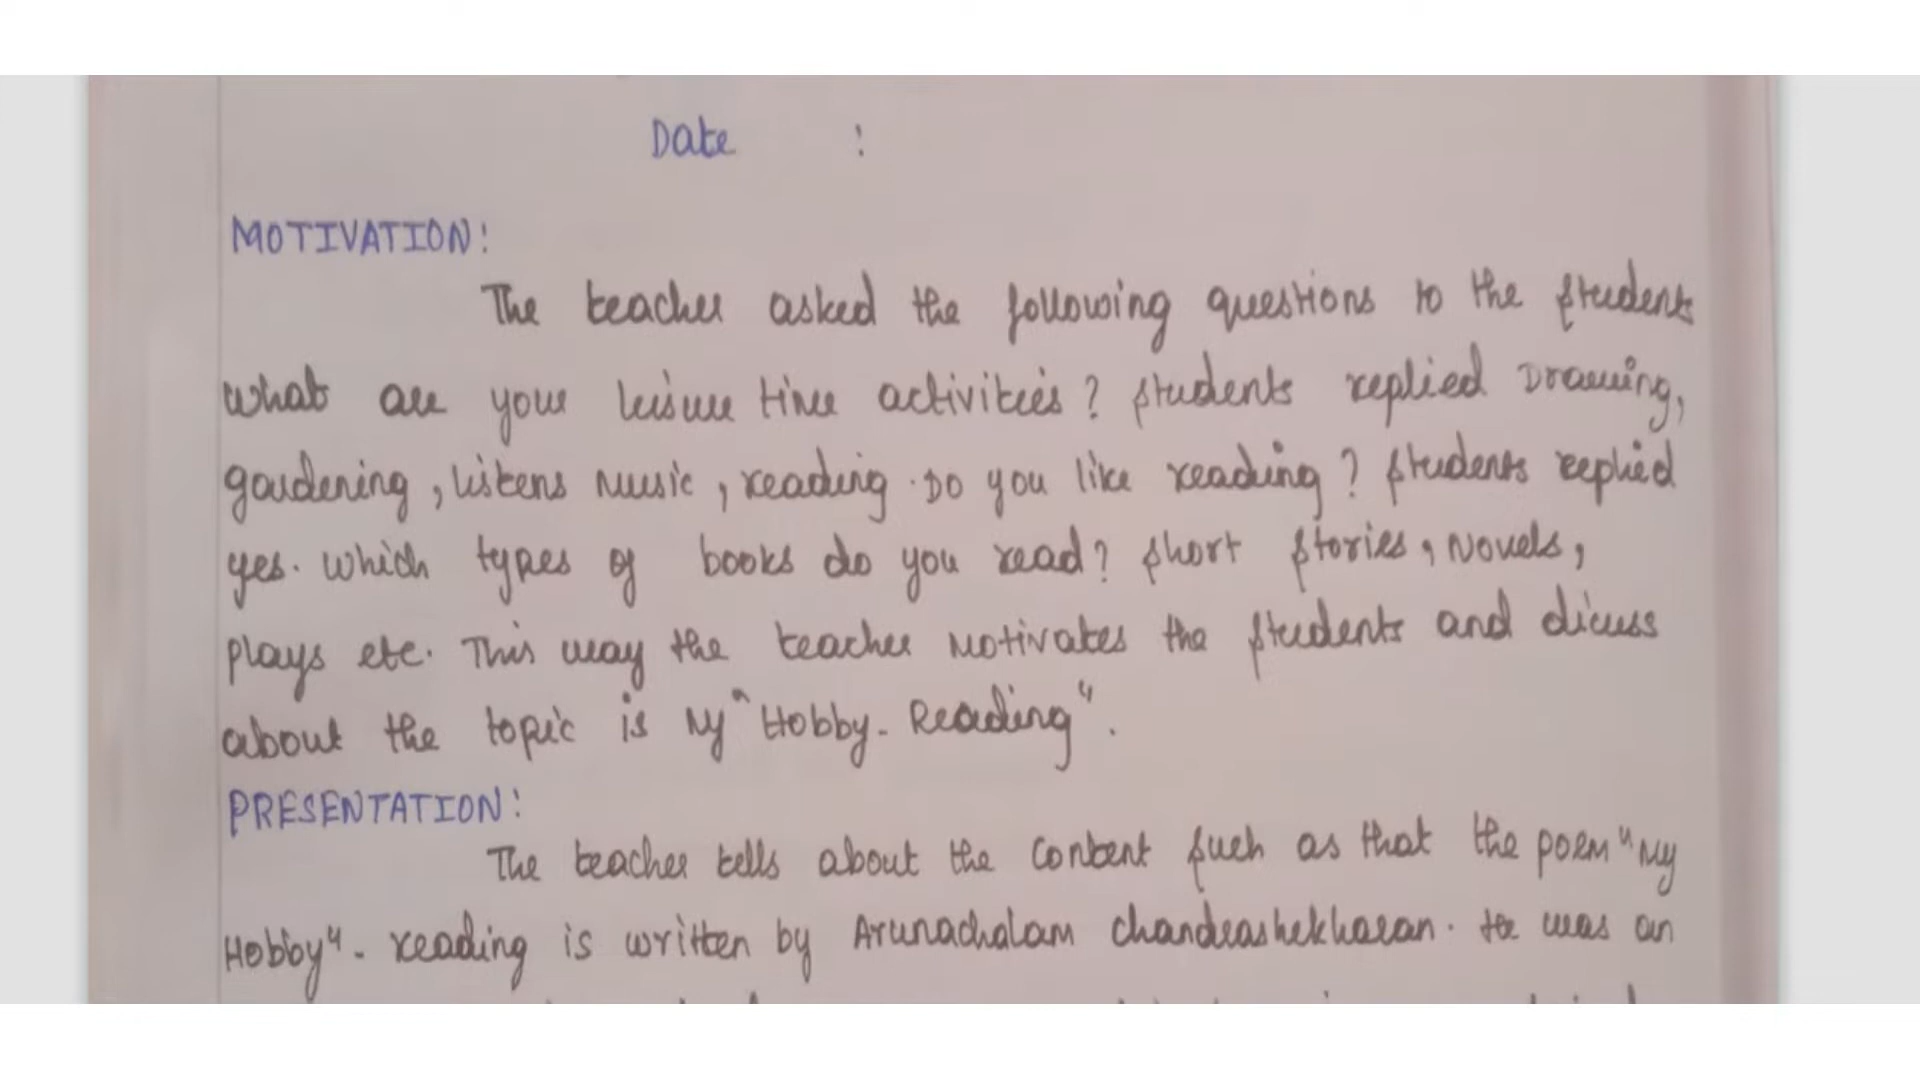 Date :
MOTIVATION:
The teacher asked the following questions to the students
what are your leisure time activities? students replied Drawing,
gardening, listens music, reading. Do you like reading? students replied
yes. which types of books do you read? short stories, Novels,
plays etc. This way the teacher motivates the students and dicuss
about the topic is My "Hobby - Reading".
PRESENTATION:
The teacher tells about the content such as that the poem "My
Hobby" - reading is written by Arunachalam chandrashekharan. He was an